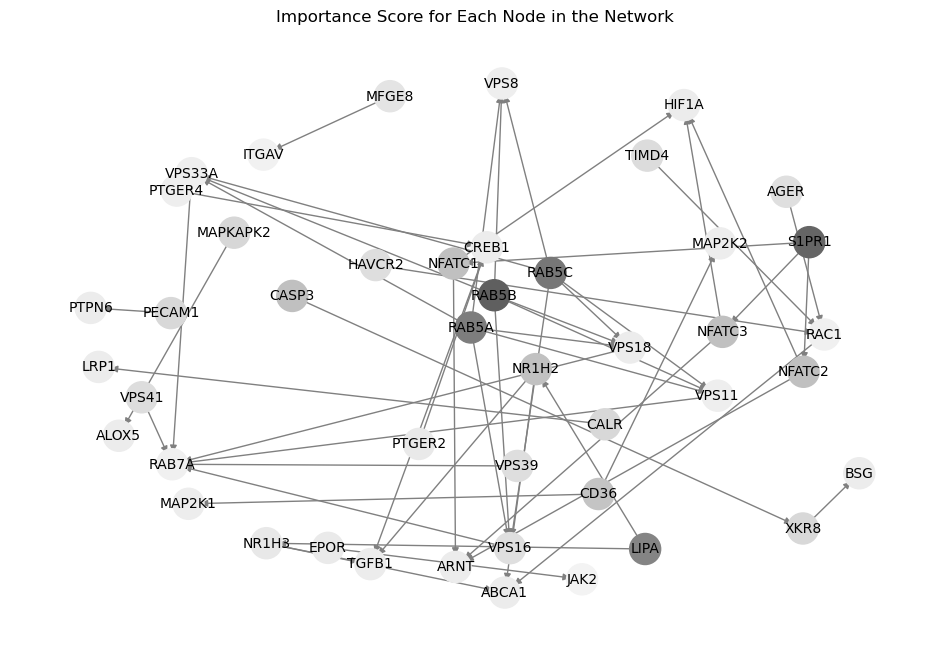 Importance Score for Each Node in the Network
VPS8
MFGE8
HIF1A
ITGAV
TIMD4
VPS33A
PTGER4
AGER
MAPKAPK2
CREB1
MAP2K2
S1PR1
HAVCR2
NFATC1
RAB5C
CASP3
RAB5B
PTPN6
PECAM1
RAB5A
NFATC3
RAC1
VPS18
LRP1
NR1H2
NFATC2
VPS41
VPS11
CALR
ALOX5
PTGER2
RAB7A
VPS39
BSG
MAP2K1
CD36
XKR8
NR1H3
EPOR
VPS16
LIPA
TGFB1
ARNT
JAK2
ABCA1